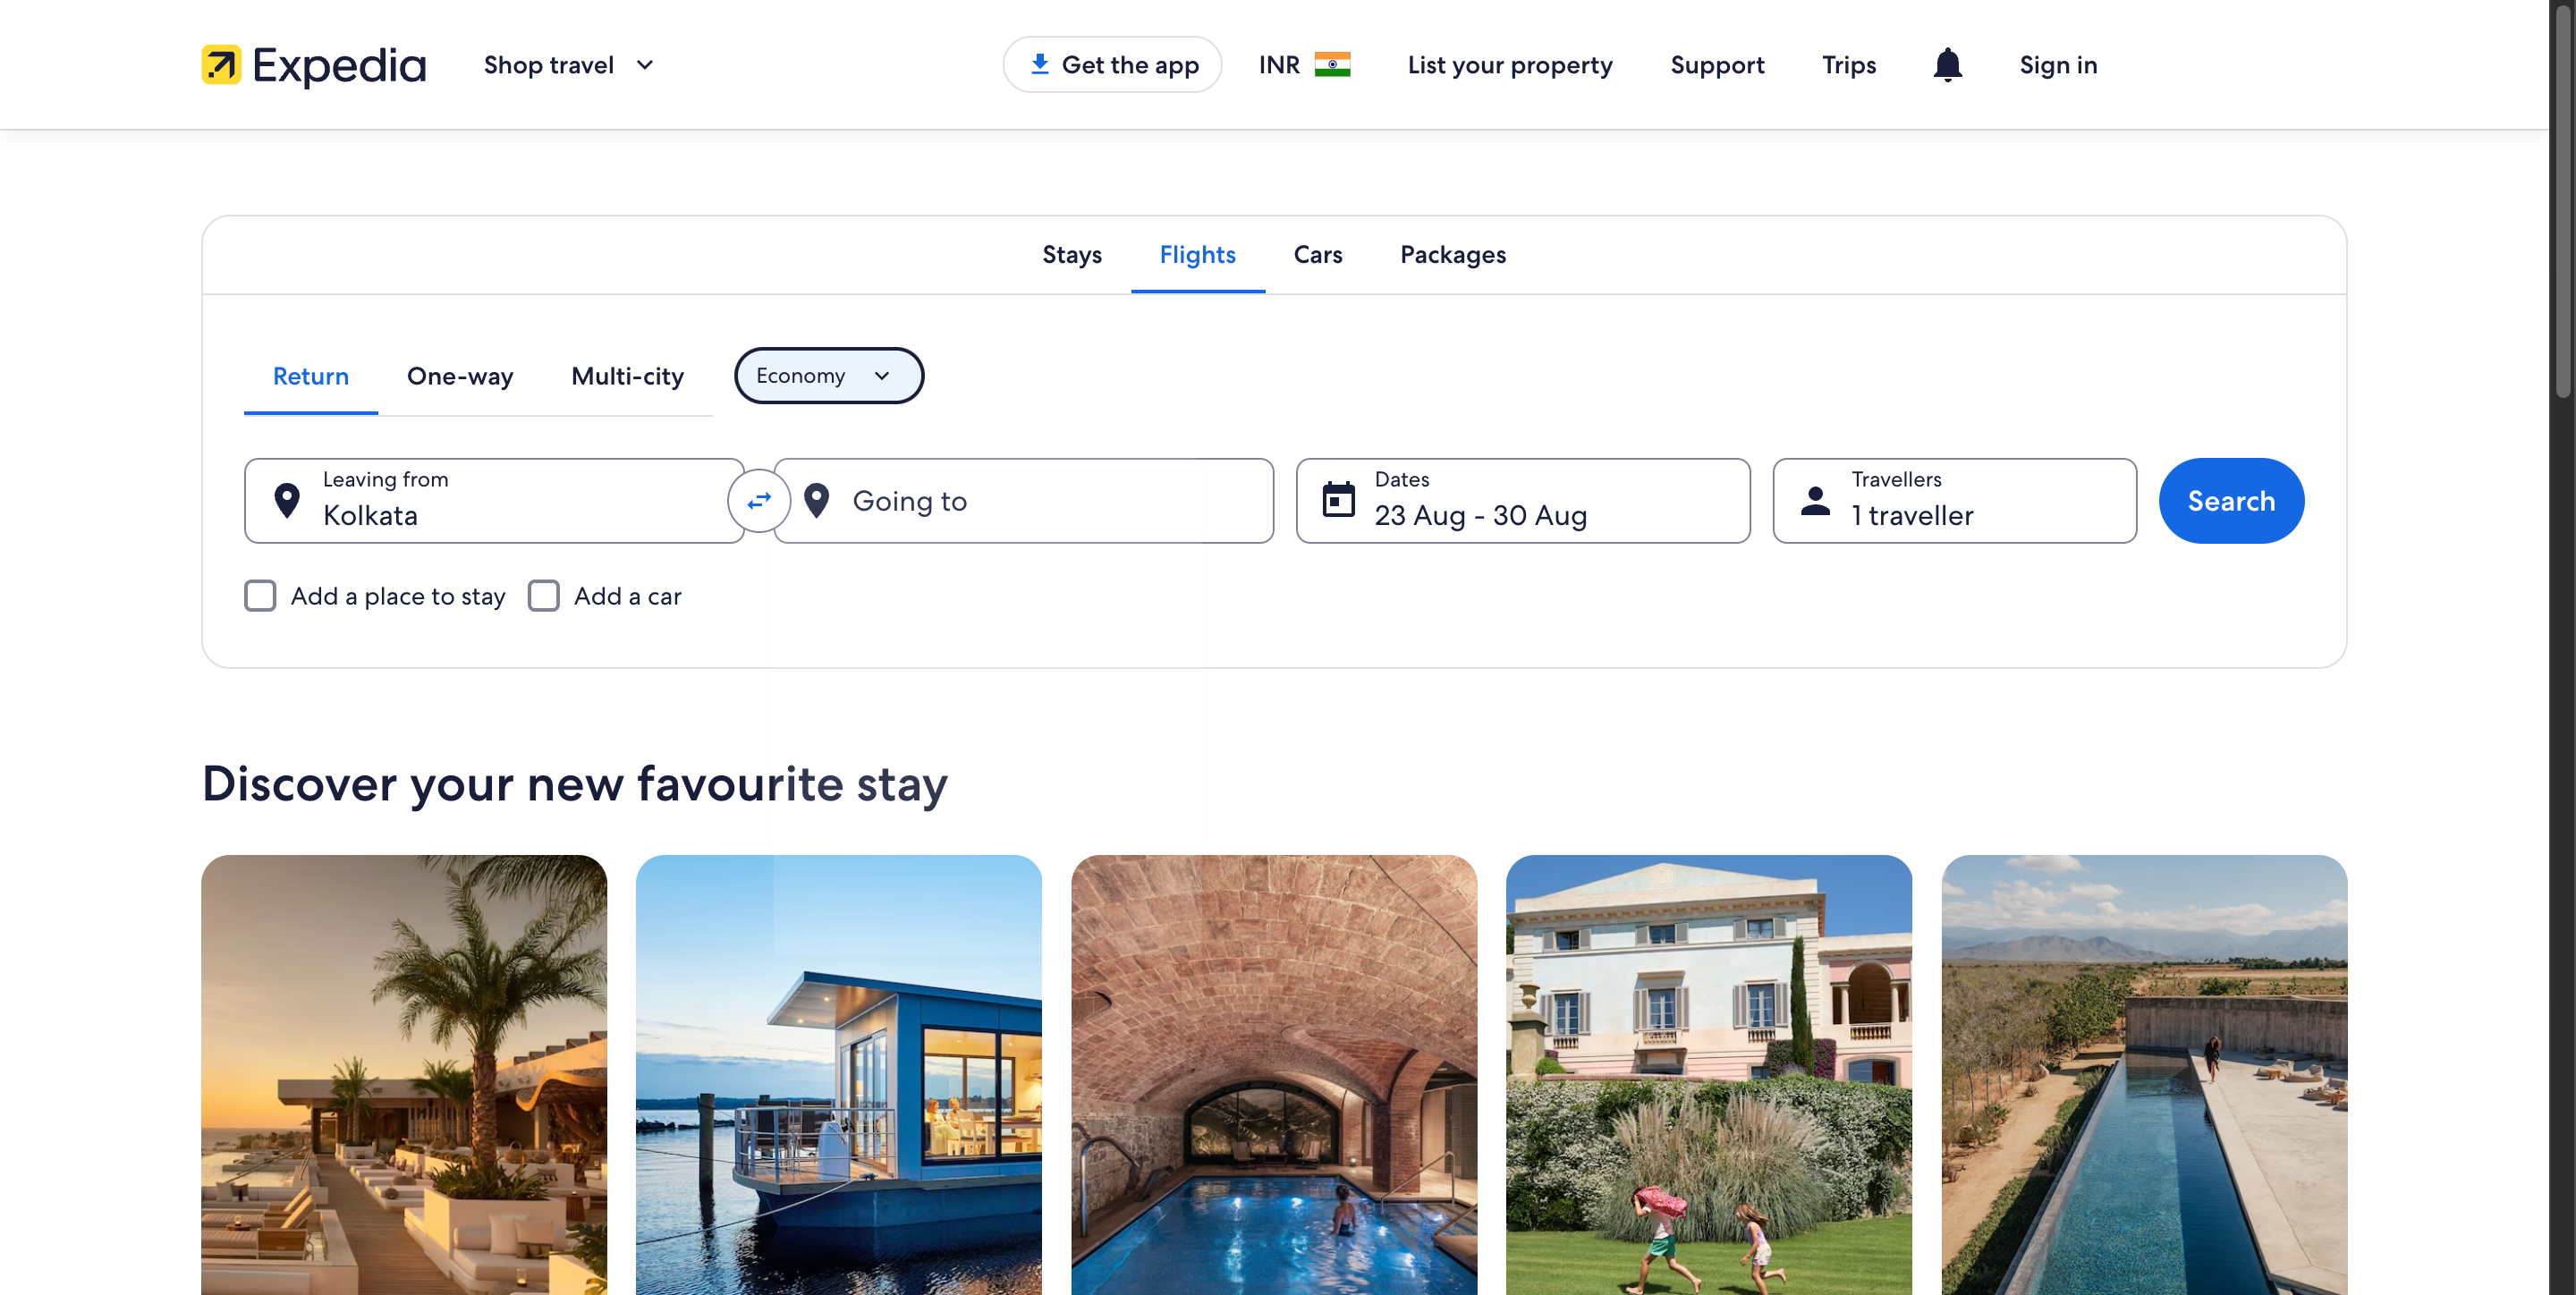 Expedia Shop travel Get the app INR List your property Support Trips Sign in
Stays Flights Cars Packages
Return One-way Multi-city Economy
Leaving from
Kolkata
Going to
Dates
23 Aug - 30 Aug
Travellers
1 traveller
Search
Add a place to stay Add a car
Discover your new favourite stay